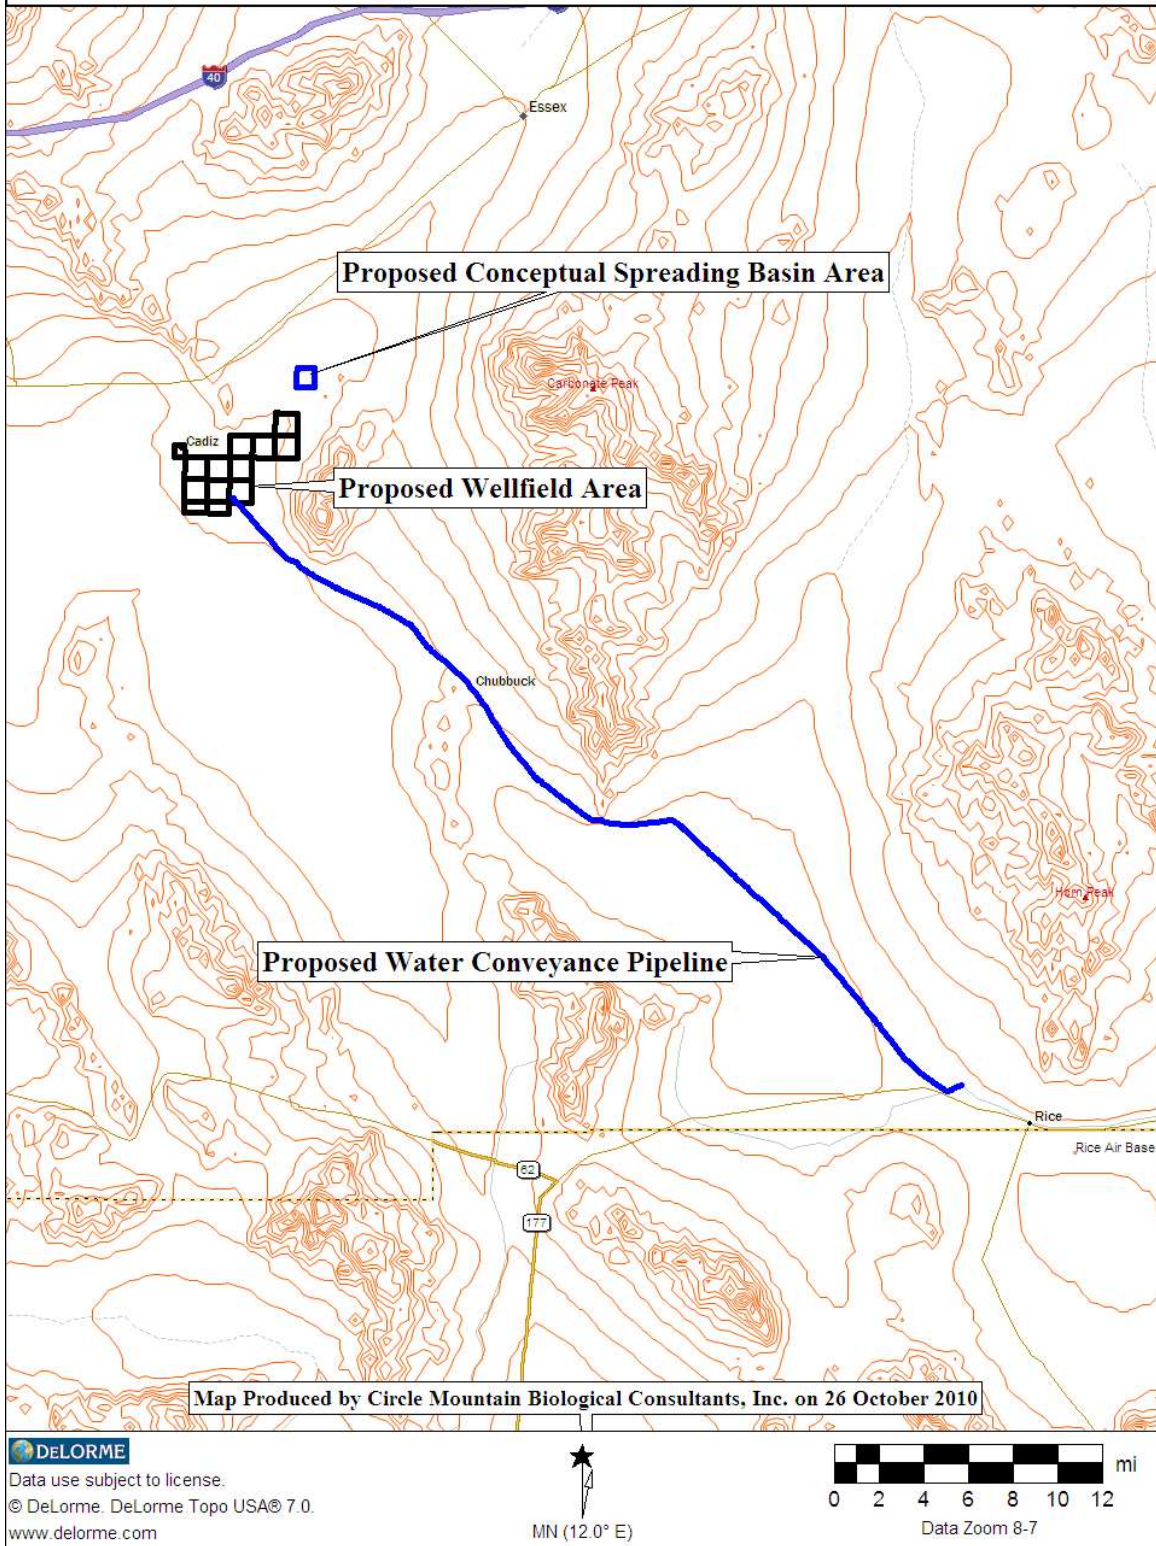 40
Essex
Proposed Conceptual Spreading Basin Area
Carbonate Peak
Cadiz
Proposed Wellfield Area
Chubbuck
Horn Peak
Proposed Water Conveyance Pipeline
Rice
Rice Air Base
62
177
Map Produced by Circle Mountain Biological Consultants, Inc. on 26 October 2010
DELORME
Data use subject to license.
© DeLorme. DeLorme Topo USA® 7.0.
www.delorme.com
MN (12.0° E)
mi
0 2 4 6 8 10 12
Data Zoom 8-7